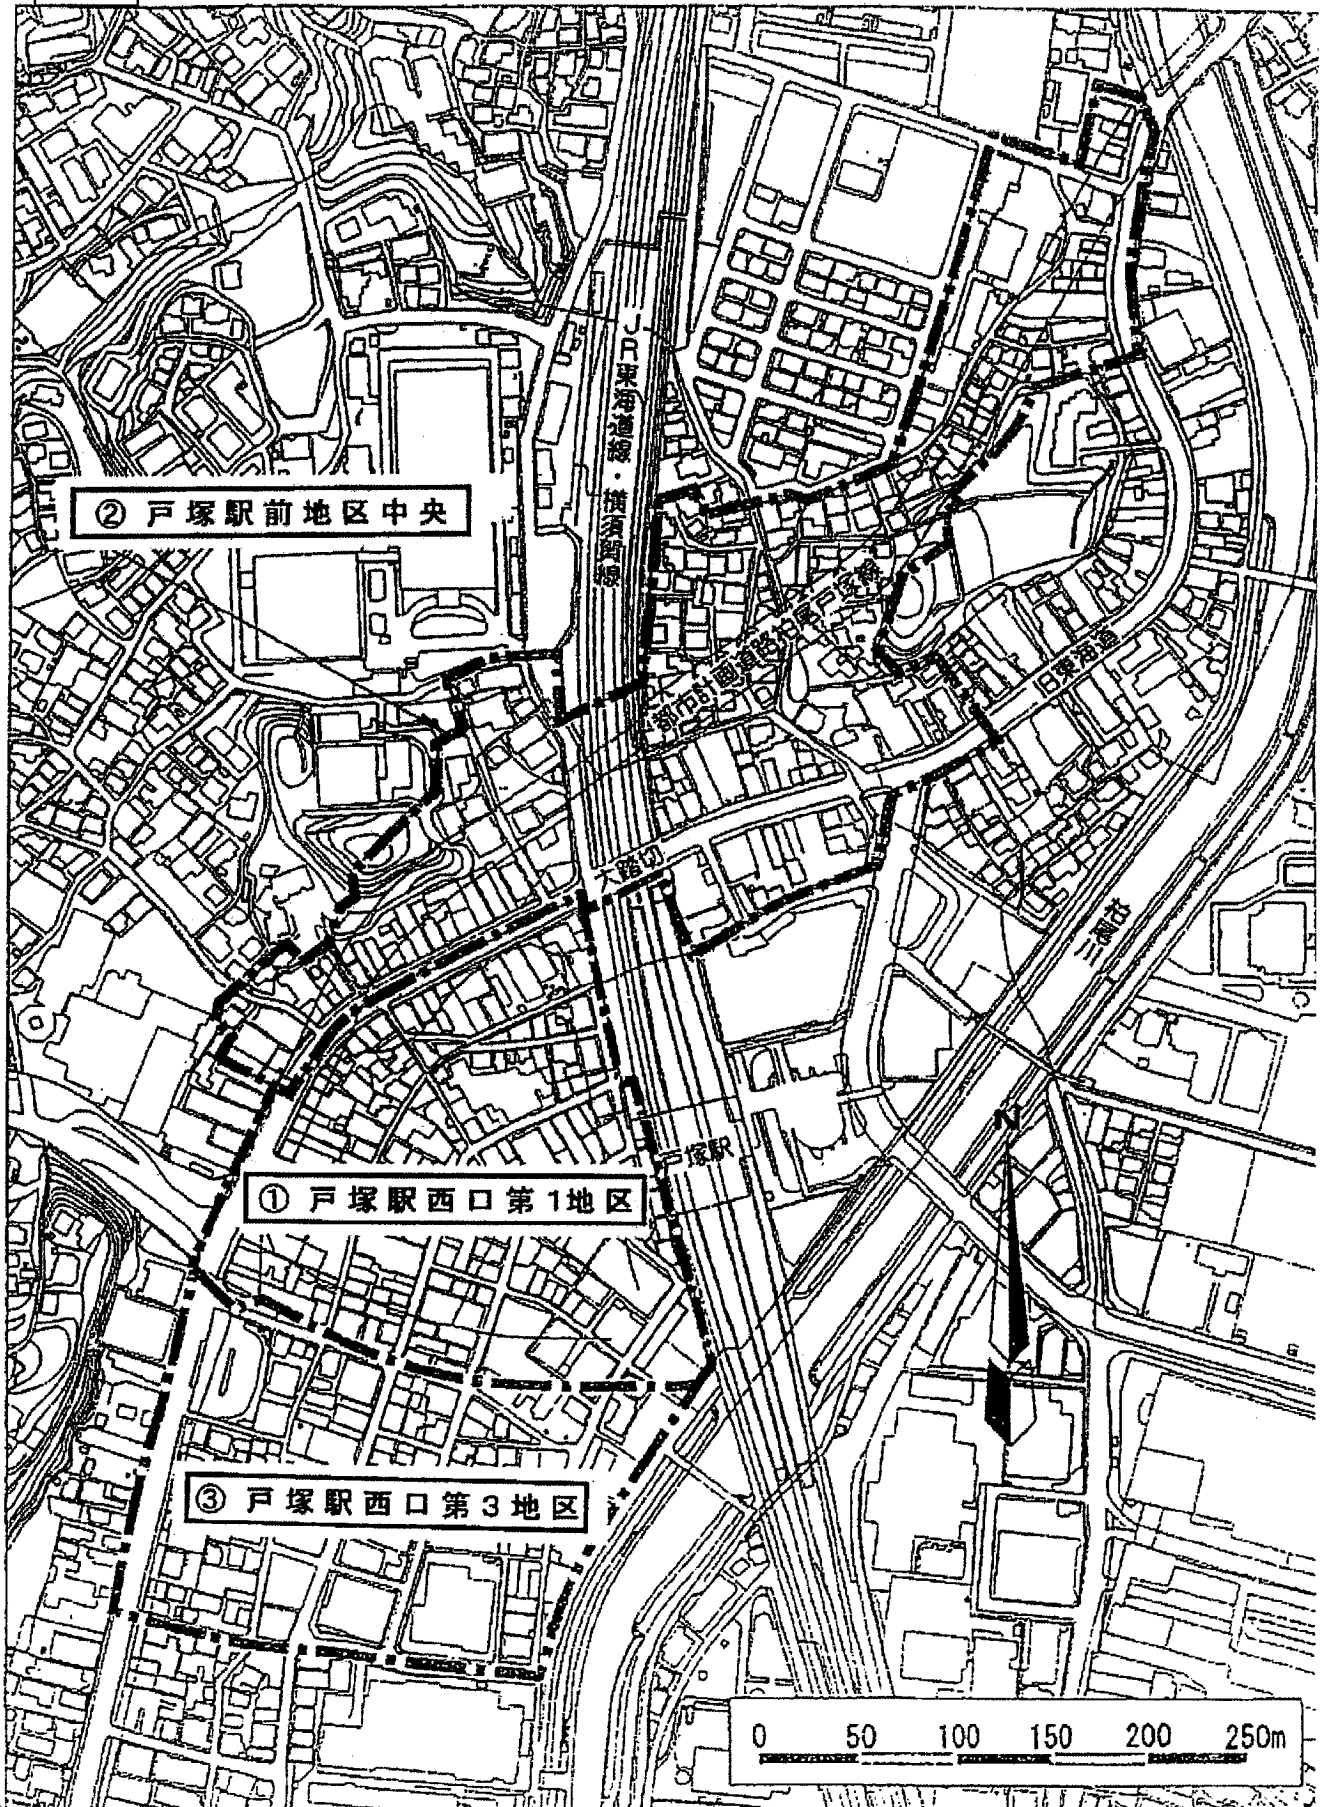 JR東海道線・横須賀線
② 戸塚駅前地区中央
都市計画道路柏尾戸塚線
旧東海道
大踏切
柏尾川
N
戸塚駅
① 戸塚駅西口第1地区
③ 戸塚駅西口第3地区
0 50 100 150 200 250m